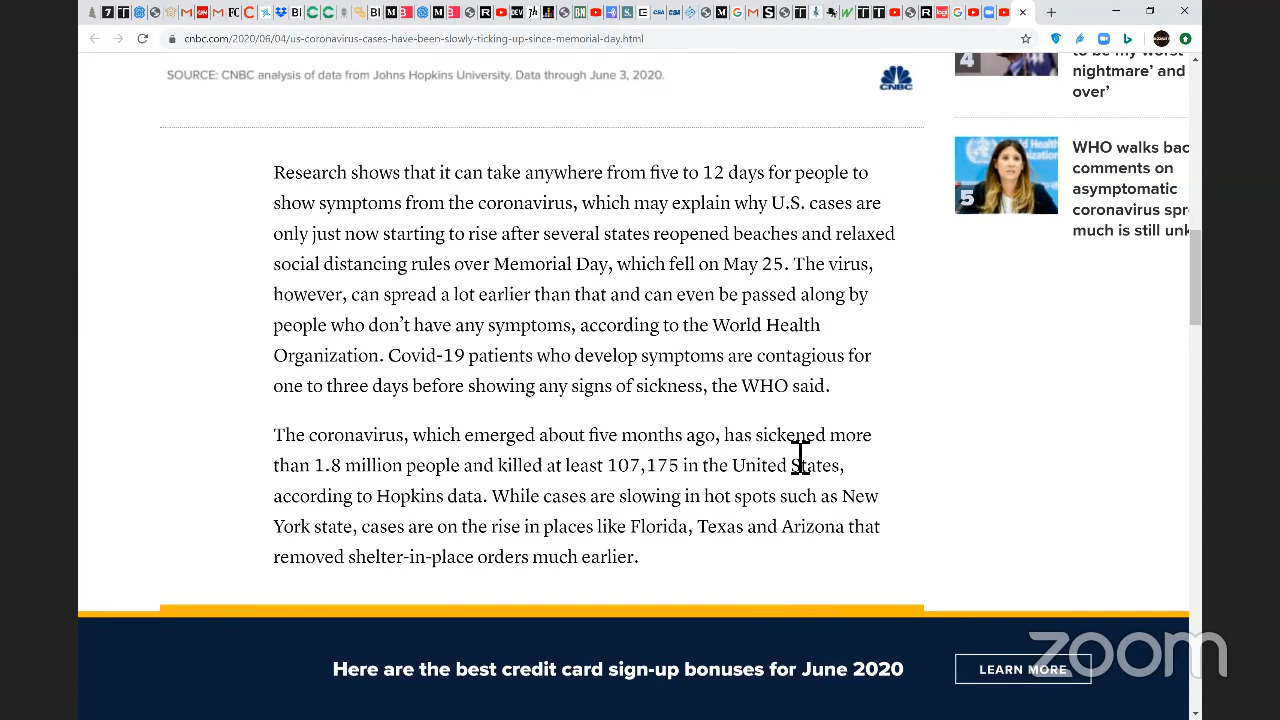 cnbc.com/2020/06/04/us-coronavirus-cases-have-been-slowly-ticking-up-since-memorial-day.html
SOURCE: CNBC analysis of data from Johns Hopkins University. Data through June 3, 2020.
CNBC
Research shows that it can take anywhere from five to 12 days for people to
show symptoms from the coronavirus, which may explain why U.S. cases are
only just now starting to rise after several states reopened beaches and relaxed
social distancing rules over Memorial Day, which fell on May 25. The virus,
however, can spread a lot earlier than that and can even be passed along by
people who don't have any symptoms, according to the World Health
Organization. Covid-19 patients who develop symptoms are contagious for
one to three days before showing any signs of sickness, the WHO said.
The coronavirus, which emerged about five months ago, has sickened more
than 1.8 million people and killed at least 107,175 in the United States,
according to Hopkins data. While cases are slowing in hot spots such as New
York state, cases are on the rise in places like Florida, Texas and Arizona that
removed shelter-in-place orders much earlier.
4
to be my worst
nightmare' and
over'
5
WHO walks bac
comments on
asymptomatic
coronavirus spr
much is still unk
Here are the best credit card sign-up bonuses for June 2020
LEARN MORE
zoom